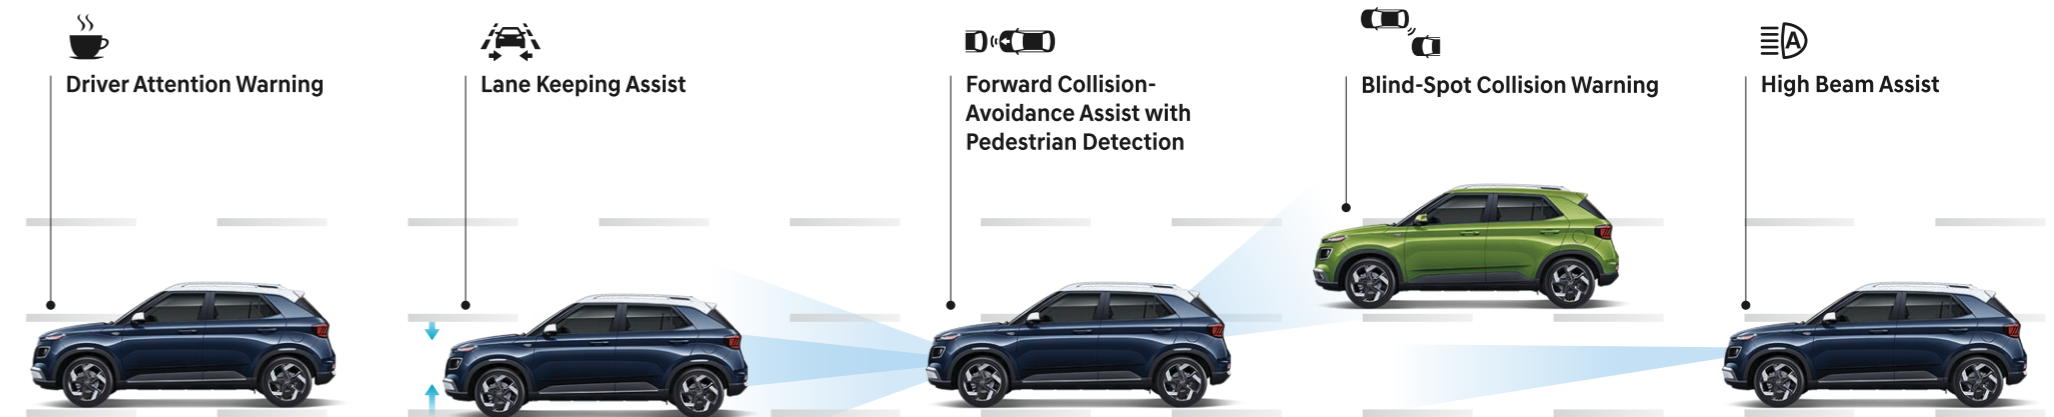 Driver Attention Warning
Lane Keeping Assist
Forward Collision-
Avoidance Assist with
Pedestrian Detection
Blind-Spot Collision Warning
A
High Beam Assist